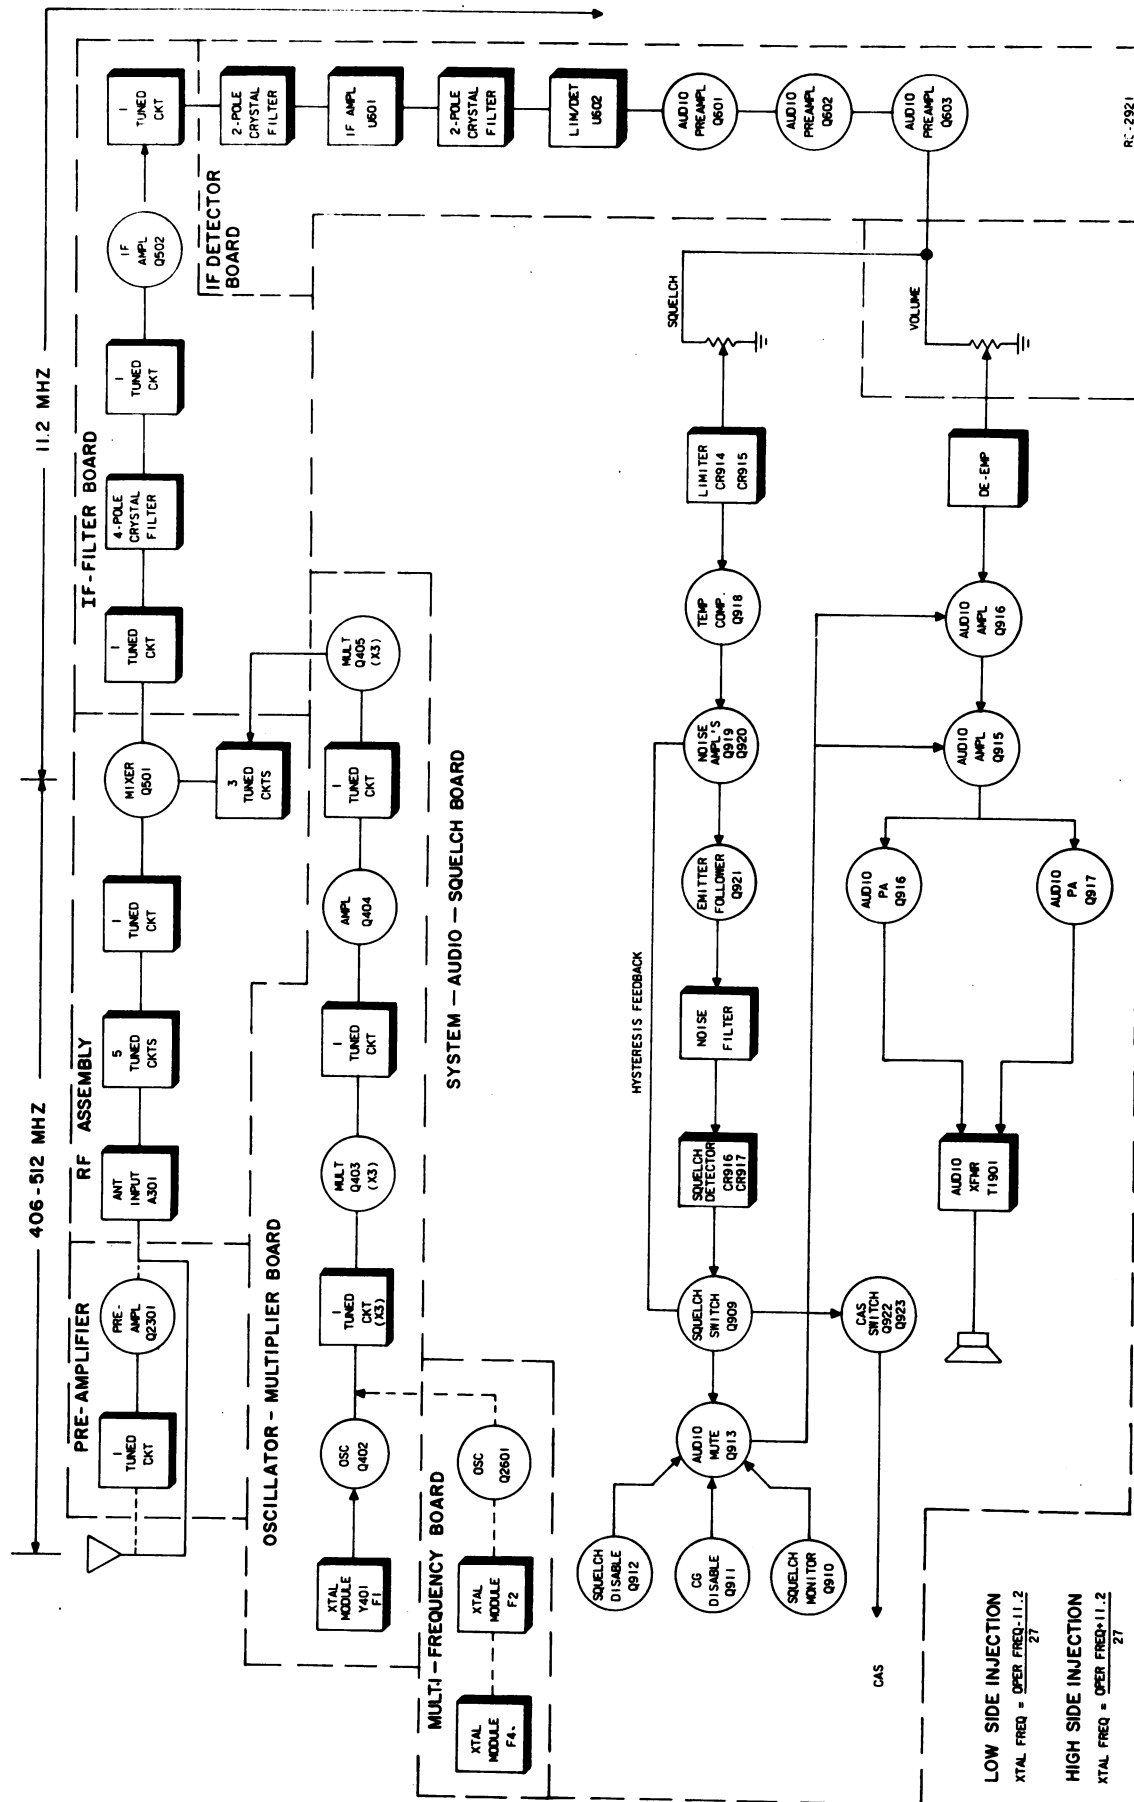 406-512 MHZ
11.2 MHZ
PRE-AMPLIFIER
1
TUNED
CKT
PRE-
AMPL
Q2301
RF ASSEMBLY
ANT
INPUT
A301
5
TUNED
CKTS
1
TUNED
CKT
MIXER
Q501
3
TUNED
CKTS
IF-FILTER BOARD
1
TUNED
CKT
4-POLE
CRYSTAL
FILTER
1
TUNED
CKT
IF
AMPL
Q502
1
TUNED
CKT
IF DETECTOR
BOARD
2-POLE
CRYSTAL
FILTER
IF AMPL
U601
2-POLE
CRYSTAL
FILTER
LIM/DET
U602
AUDIO
PREAMPL
Q601
AUDIO
PREAMPL
Q602
AUDIO
PREAMPL
Q603
OSCILLATOR-MULTIPLIER BOARD
XTAL
MODULE
Y401
F1
OSC
Q402
1
TUNED
CKT
(X3)
MULT
Q403
(X3)
1
TUNED
CKT
AMPL
Q404
1
TUNED
CKT
MULT
Q405
(X3)
MULTI-FREQUENCY BOARD
XTAL
MODULE
F4
XTAL
MODULE
F2
OSC
Q2601
SYSTEM-AUDIO-SQUELCH BOARD
SQUELCH
VOLUME
LIMITER
CR914
CR915
TEMP
COMP.
Q918
NOISE
AMPL'S
Q919
Q920
EMITTER
FOLLOWER
Q921
NOISE
FILTER
SQUELCH
DETECTOR
CR916
CR917
SQUELCH
SWITCH
Q909
HYSTERESIS FEEDBACK
AUDIO
MUTE
Q913
SQUELCH
DISABLE
Q912
CG
DISABLE
Q911
SQUELCH
MONITOR
Q910
CAS
SWITCH
Q922
Q923
CAS
DE-EMP
AUDIO
AMPL
Q916
AUDIO
AMPL
Q915
AUDIO
PA
Q916
AUDIO
PA
Q917
AUDIO
XFMR
T1901
LOW SIDE INJECTION
XTAL FREQ = OPER FREQ-11.2
27
HIGH SIDE INJECTION
XTAL FREQ = OPER FREQ+11.2
27
RC-2921